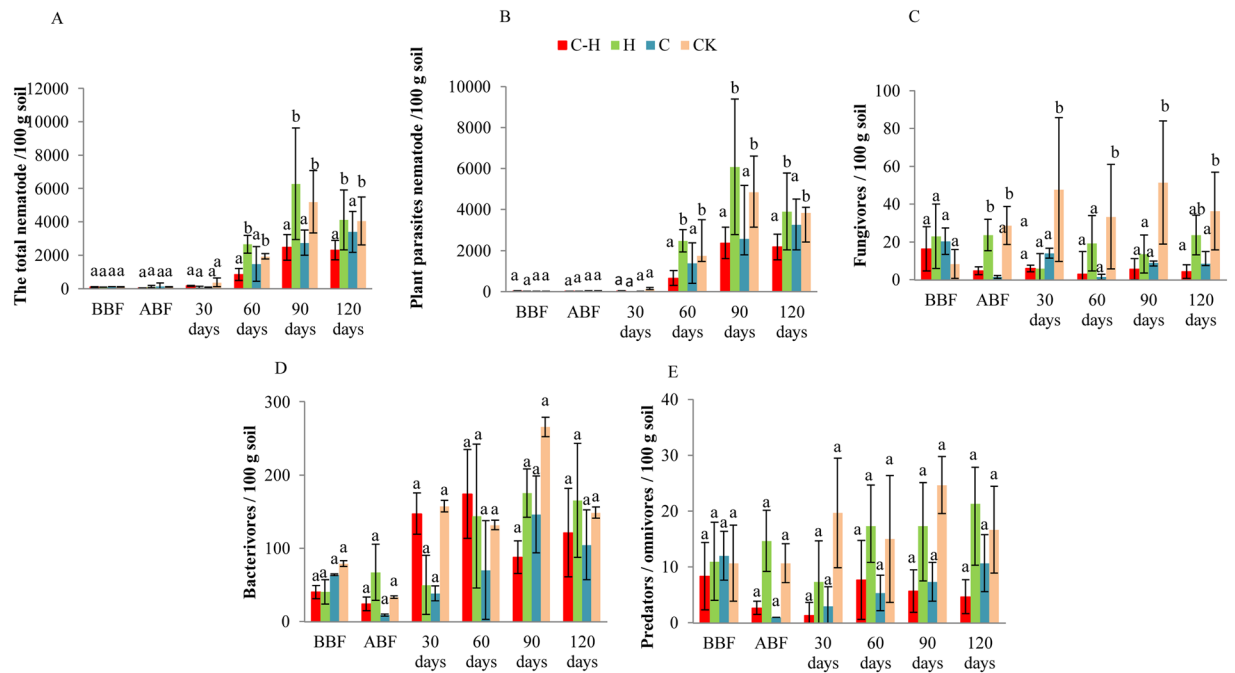 A
B
C
C-H H C CK
The total nematode /100 g soil
12000
10000
8000
6000
4000
2000
0
a a a a a a a a a a a a a b a b a b a b a b a b
BBF ABF 30 days 60 days 90 days 120 days
Plant parasites nematode /100 g soil
10000
8000
6000
4000
2000
0
a a a a a a a a a a a a a b a b a b a b a b a b
BBF ABF 30 days 60 days 90 days 120 days
Fungivores / 100 g soil
100
80
60
40
20
0
a a a a a b a b a a a b a a a b a a a b a ab a b
BBF ABF 30 days 60 days 90 days 120 days
D
E
Bacterivores / 100 g soil
300
200
100
0
a a a a a a a a a a a a a a a a a a a a a a a a
BBF ABF 30 days 60 days 90 days 120 days
Predators / omnivores / 100 g soil
40
30
20
10
0
a a a a a a a a a a a a a a a a a a a a a a a a
BBF ABF 30 days 60 days 90 days 120 days